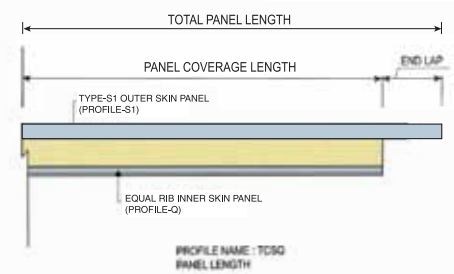 TOTAL PANEL LENGTH
PANEL COVERAGE LENGTH
END LAP
TYPE-S1 OUTER SKIN PANEL
(PROFILE-S1)
EQUAL RIB INNER SKIN PANEL
(PROFILE-Q)
PROFILE NAME : TCSQ
PANEL LENGTH